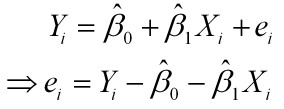 Yᵢ = β̂₀ + β̂₁Xᵢ + eᵢ
⇒ eᵢ = Yᵢ − β̂₀ − β̂₁Xᵢ